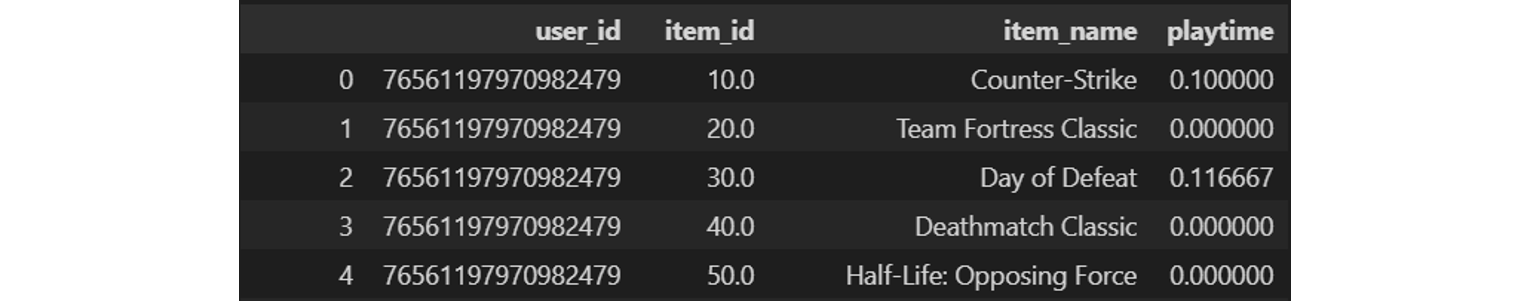 user_id item_id item_name playtime
0 76561197970982479 10.0 Counter-Strike 0.100000
1 76561197970982479 20.0 Team Fortress Classic 0.000000
2 76561197970982479 30.0 Day of Defeat 0.116667
3 76561197970982479 40.0 Deathmatch Classic 0.000000
4 76561197970982479 50.0 Half-Life: Opposing Force 0.000000